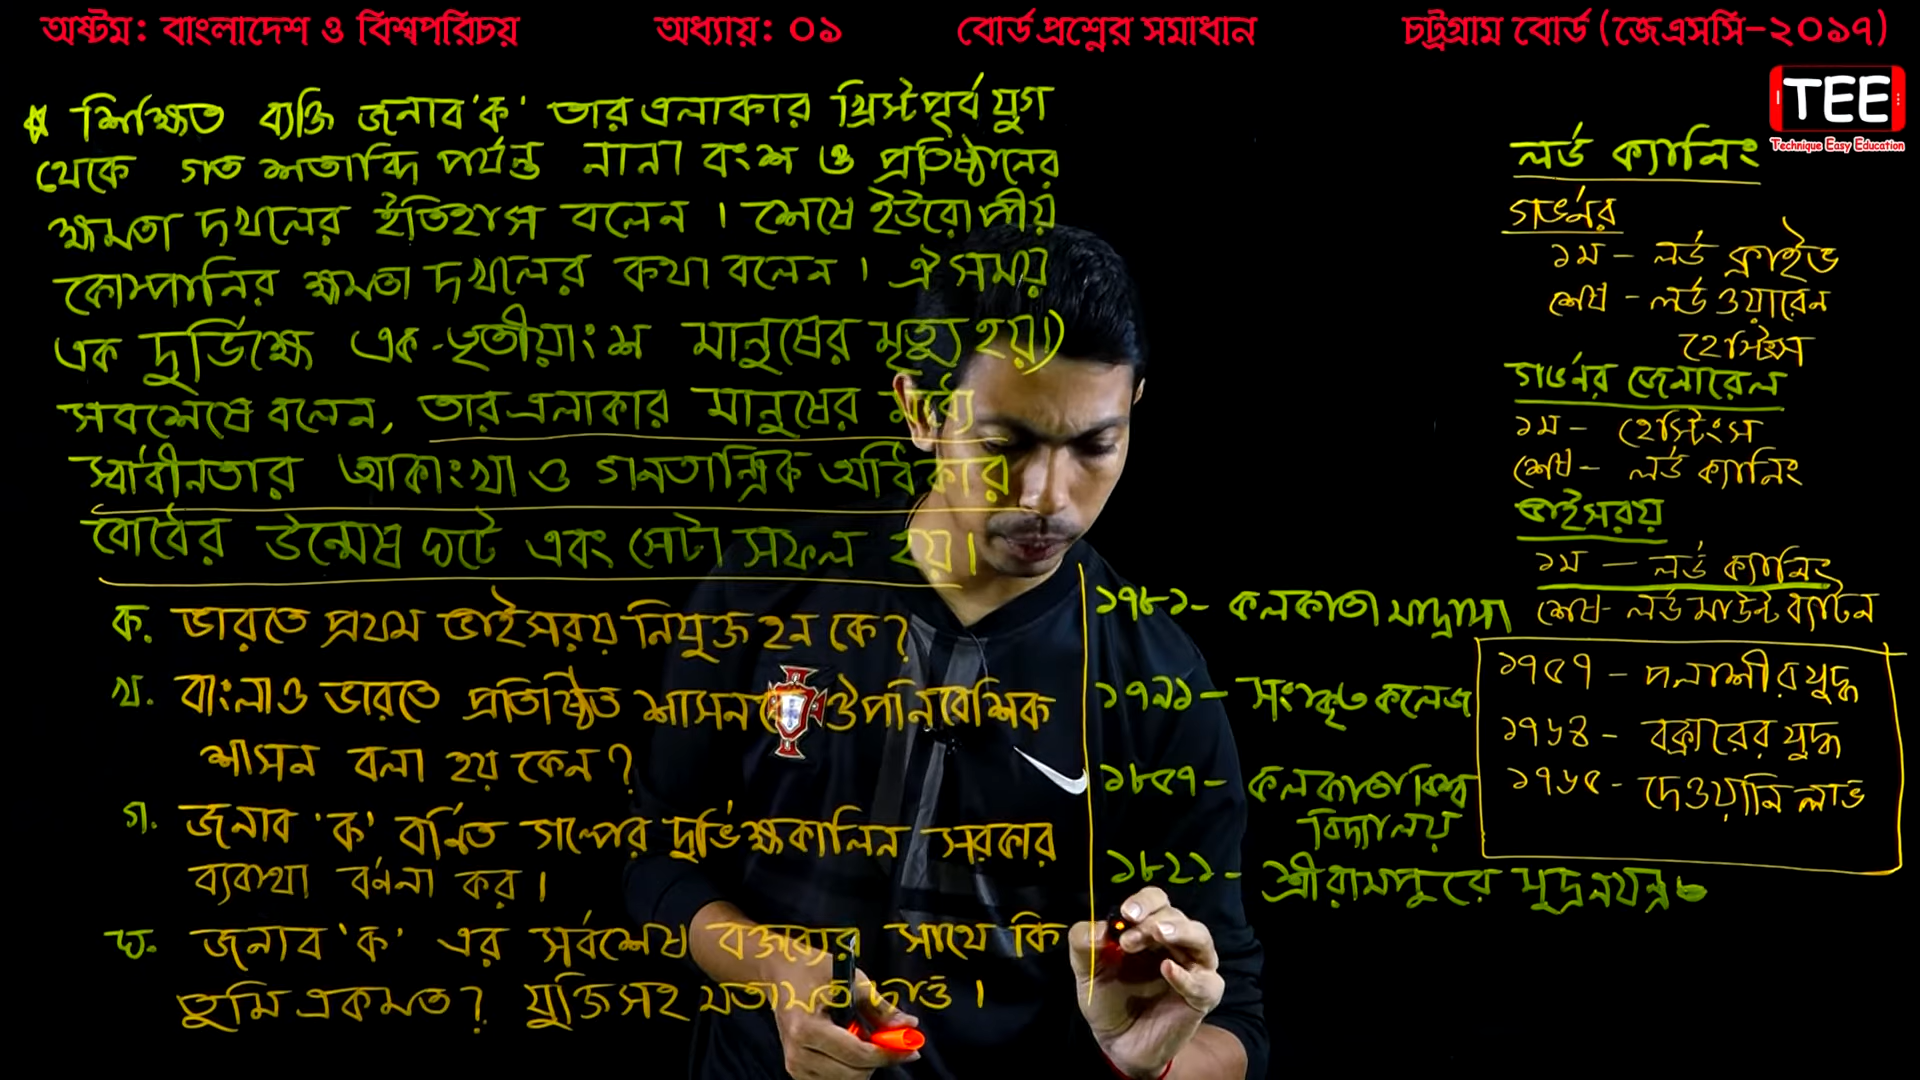 অষ্টম: বাংলাদেশ ও বিশ্বপরিচয় অধ্যায়: ০১ বোর্ড প্রশ্নের সমাধান চট্রগ্রাম বোর্ড (জেএসসি-২০১৭)
TEE
Technique Easy Education
শিক্ষিত ব্যক্তি জনাব 'ক' তার এলাকার খ্রিস্টপূর্ব যুগ
থেকে গত শতাব্দি পর্যন্ত নানা বংশ ও প্রতিষ্ঠানের
ক্ষমতা দখলের ইতিহাস বলেন। শেষে ইউরোপীয়
কোম্পানির ক্ষমতা দখলের কথা বলেন। ঐ সময়
এক দুর্ভিক্ষে এক-তৃতীয়াংশ মানুষের মৃত্যু হয়।
সবশেষে বলেন, তার এলাকার মানুষের মধ্যে
স্বাধীনতার আকাংখা ও গনতান্ত্রিক অধিকার
বোধের উন্মেষ ঘটে এবং সেটা সফল হয়।
ক. ভারতে প্রথম ভাইসরয় নিযুক্ত হন কে?
খ. বাংলা ও ভারতে প্রতিষ্ঠিত শাসনকে ঔপনিবেশিক
শাসন বলা হয় কেন?
গ. জনাব 'ক' বর্নিত গল্পের দুর্ভিক্ষকালিন সরকার
ব্যবস্থা বর্ননা কর।
ঘ. জনাব 'ক' এর সর্বশেষ বক্তব্যের সাথে কি
তুমি একমত? যুক্তিসহ মতামত দাও।
লর্ড ক্যানিং
গভর্নর
১ম - লর্ড ক্লাইভ
শেষ - লর্ড ওয়ারেন
হেস্টিংস
গভর্নর জেনারেল
১ম - হেস্টিংস
শেষ - লর্ড ক্যানিং
ভাইসরয়
১ম - লর্ড ক্যানিং
শেষ - লর্ড মাউন্ট ব্যাটন
১৭৮১ - কলকাতা মাদ্রাসা
১৭৯১ - সংস্কৃত কলেজ
১৮৫৭ - কলকাতা বিশ্ব
বিদ্যালয়
১৮২১ - শ্রীরামপুরে মুদ্রনযন্ত্র
১৭৫৭ - পলাশীর যুদ্ধ
১৭৬৪ - বক্সারের যুদ্ধ
১৭৬৫ - দেওয়ানি লাভ